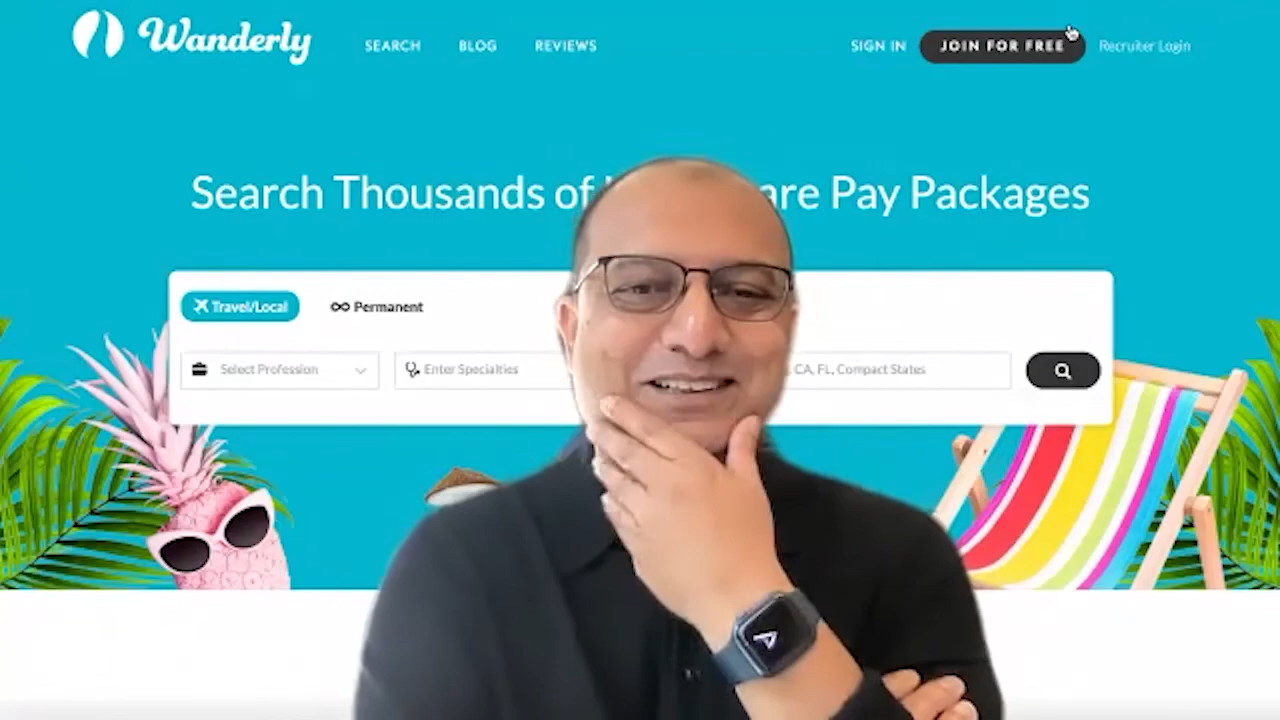 Wanderly
SEARCH BLOG REVIEWS
SIGN IN JOIN FOR FREE Recruiter Login
Search Thousands of are Pay Packages
Travel/Local Permanent
Select Profession Enter Specialties CA, FL, Compact States